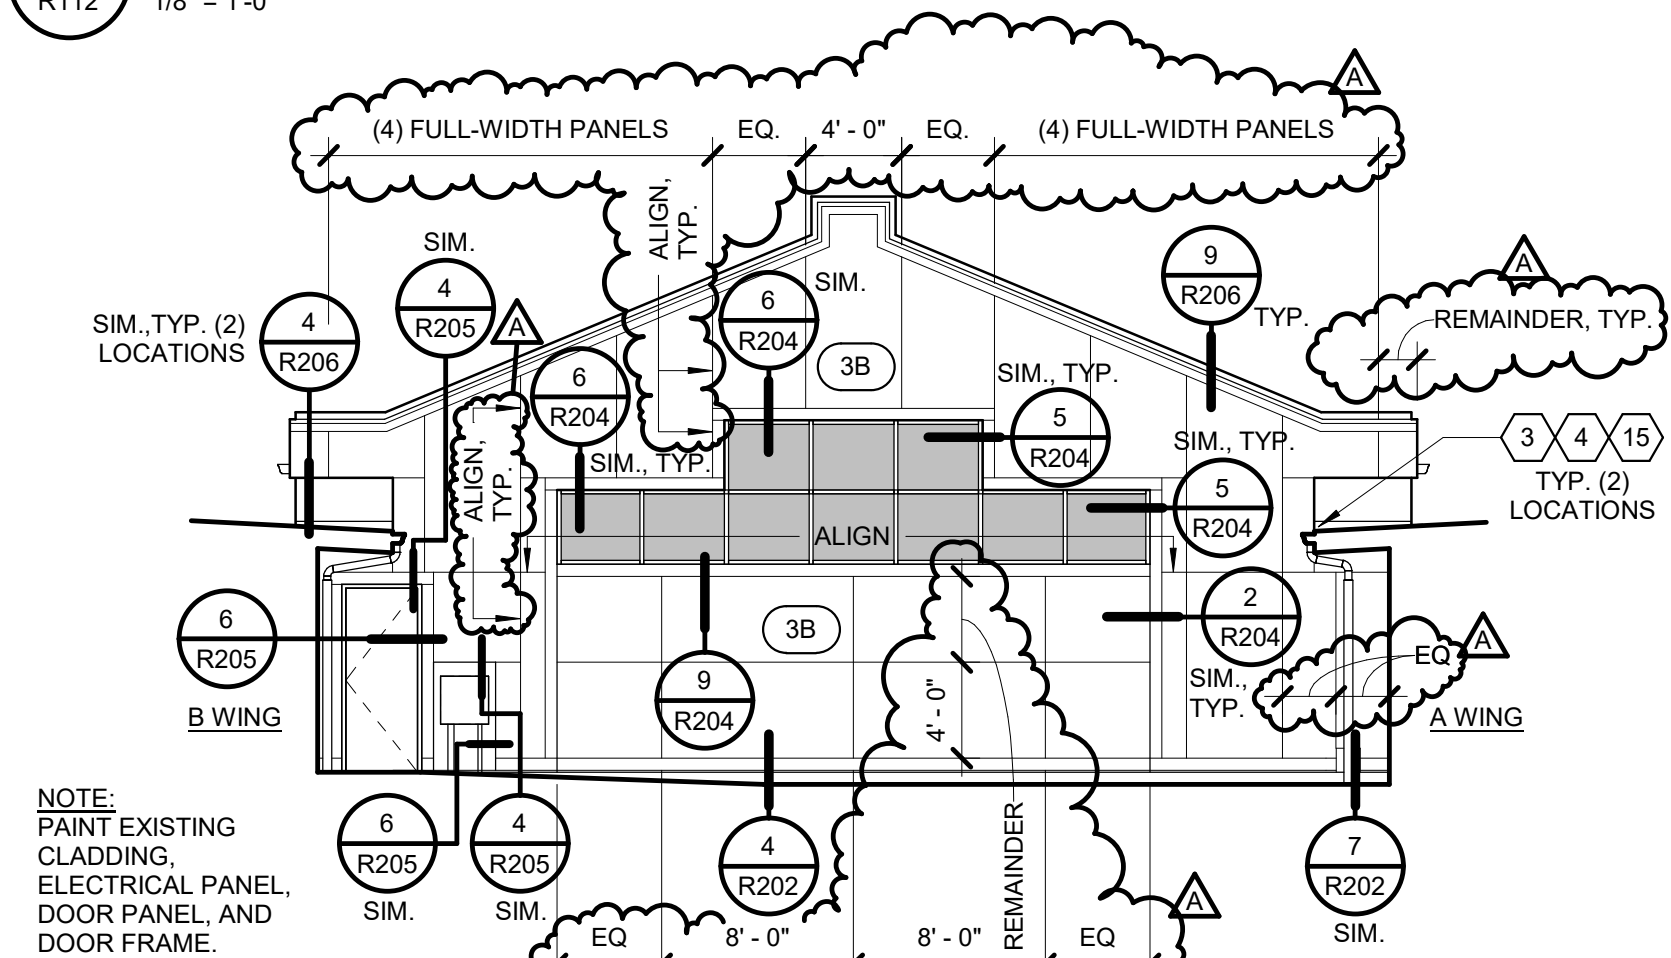 R112
1/8" = 1'-0"
A
(4) FULL-WIDTH PANELS
EQ.
4' - 0"
EQ.
(4) FULL-WIDTH PANELS
ALIGN,
TYP.
SIM.
4
R205
A
SIM.,TYP. (2)
LOCATIONS
4
R206
6
R204
SIM.
3B
9
R206
TYP.
A
REMAINDER, TYP.
6
R204
SIM., TYP.
ALIGN,
TYP.
SIM., TYP.
5
R204
SIM., TYP.
5
R204
3
4
15
TYP. (2)
LOCATIONS
ALIGN
6
R205
B WING
3B
9
R204
4' - 0"
REMAINDER
2
R204
SIM.,
TYP.
EQ
A
A WING
NOTE:
PAINT EXISTING
CLADDING,
ELECTRICAL PANEL,
DOOR PANEL, AND
DOOR FRAME.
6
R205
SIM.
4
R205
SIM.
4
R202
7
R202
SIM.
A
EQ
8' - 0"
8' - 0"
EQ